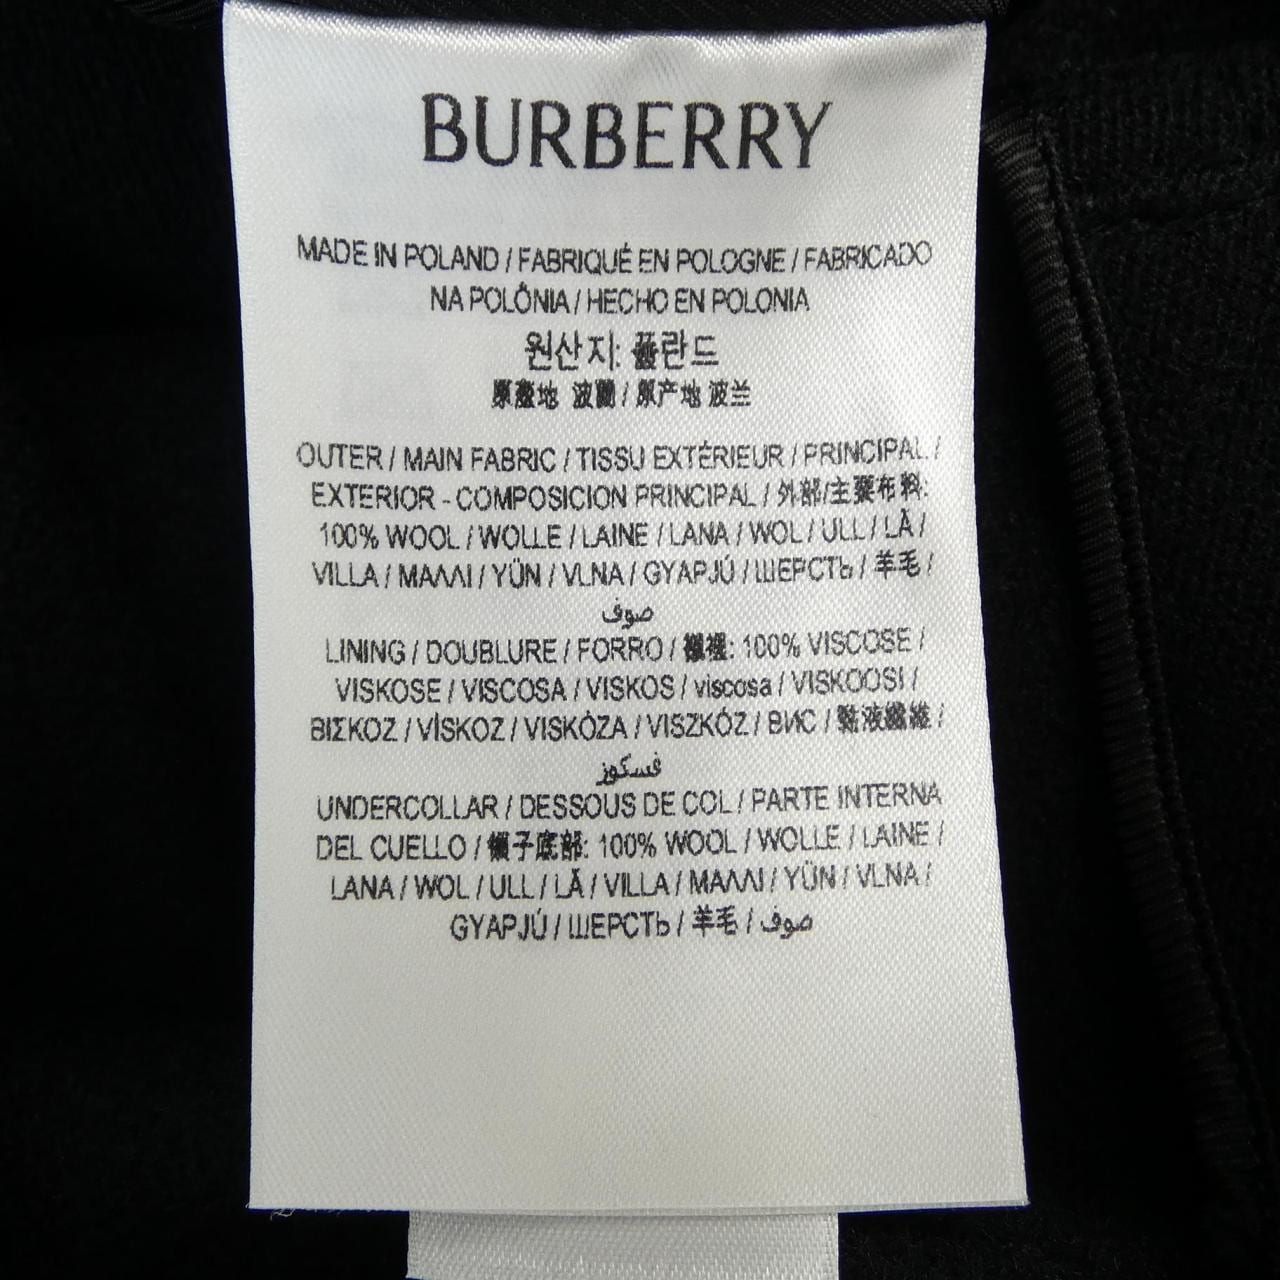 BURBERRY
MADE IN POLAND / FABRIQUÉ EN POLOGNE / FABRICADO
NA POLÔNIA / HECHO EN POLONIA
원산지: 폴란드
原產地 波蘭 / 原产地 波兰
OUTER / MAIN FABRIC / TISSU EXTÉRIEUR / PRINCIPAL /
EXTERIOR - COMPOSICION PRINCIPAL / 外部/主要布料:
100% WOOL / WOLLE / LAINE / LANA / WOL / ULL / LÃ /
VILLA / ΜΑΛΛΙ / YÜN / VLNA / GYAPJÚ / ШЕРСТЬ / 羊毛 /
صوف
LINING / DOUBLURE / FORRO / 襯裡: 100% VISCOSE /
VISKOSE / VISCOSA / VISKOS / viscosa / VISKOOSI /
ΒΙΣΚΟΖ / VİSKOZ / VISKÓZA / VISZKÓZ / ВИС / 黏液纖維 /
فسكوز
UNDERCOLLAR / DESSOUS DE COL / PARTE INTERNA
DEL CUELLO / 領子底部: 100% WOOL / WOLLE / LAINE /
LANA / WOL / ULL / LÃ / VILLA / ΜΑΛΛΙ / YÜN / VLNA /
GYAPJÚ / ШЕРСТЬ / 羊毛 / صوف